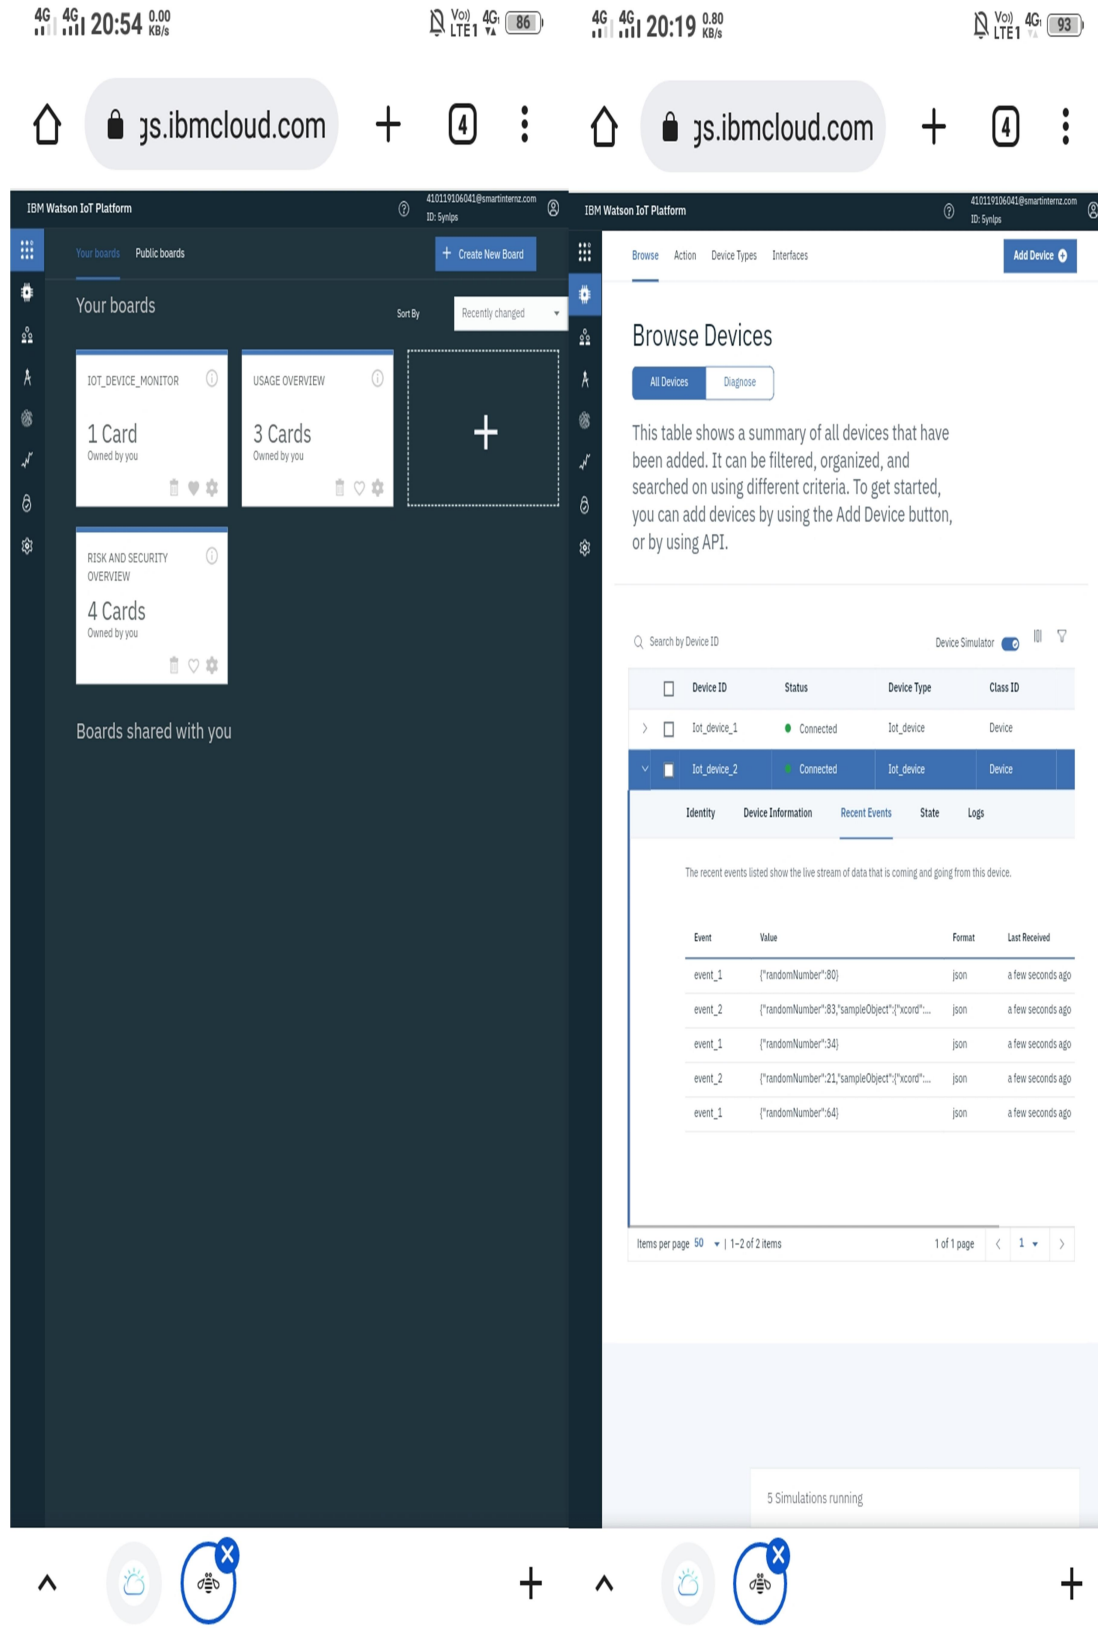 4G 4G 20:54 0.00 KB/s Vo) LTE1 4G 86
gs.ibmcloud.com 4
IBM Watson IoT Platform
410119106041@smartinternz.com
ID: 5ynlps
Your boards Public boards
+ Create New Board
Your boards
Sort By Recently changed
IOT_DEVICE_MONITOR
1 Card
Owned by you
USAGE OVERVIEW
3 Cards
Owned by you
RISK AND SECURITY
OVERVIEW
4 Cards
Owned by you
Boards shared with you
4G 4G 20:19 0.80 KB/s Vo) LTE1 4G 93
gs.ibmcloud.com 4
IBM Watson IoT Platform
410119106041@smartinternz.com
ID: 5ynlps
Browse Action Device Types Interfaces
Add Device
Browse Devices
All Devices Diagnose
This table shows a summary of all devices that have
been added. It can be filtered, organized, and
searched on using different criteria. To get started,
you can add devices by using the Add Device button,
or by using API.
Search by Device ID Device Simulator
Device ID Status Device Type Class ID
Iot_device_1 Connected Iot_device Device
Iot_device_2 Connected Iot_device Device
Identity Device Information Recent Events State Logs
The recent events listed show the live stream of data that is coming and going from this device.
Event Value Format Last Received
event_1 {"randomNumber":80} json a few seconds ago
event_2 {"randomNumber":83,"sampleObject":{"xcord":... json a few seconds ago
event_1 {"randomNumber":34} json a few seconds ago
event_2 {"randomNumber":21,"sampleObject":{"xcord":... json a few seconds ago
event_1 {"randomNumber":64} json a few seconds ago
Items per page 50 | 1–2 of 2 items 1 of 1 page 1
5 Simulations running